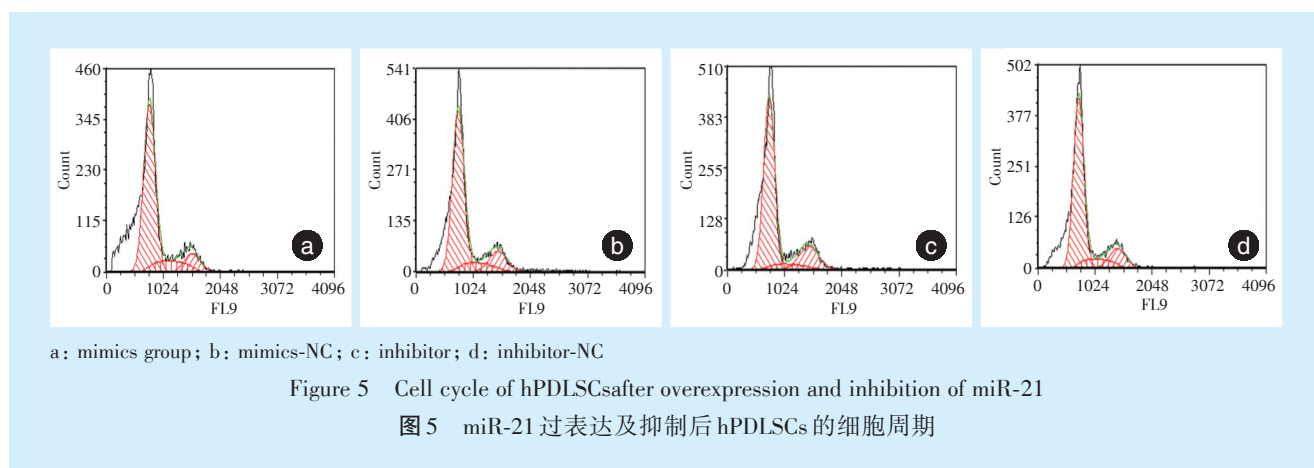 460
345
230
115
0
Count
0 1024 2048 3072 4096
FL9
a
541
406
271
135
0
Count
0 1024 2048 3072 4096
FL9
b
510
383
255
128
0
Count
0 1024 2048 3072 4096
FL9
c
502
377
251
126
0
Count
0 1024 2048 3072 4096
FL9
d
a: mimics group; b: mimics-NC; c: inhibitor; d: inhibitor-NC
Figure 5 Cell cycle of hPDLSCsafter overexpression and inhibition of miR-21
图5 miR-21过表达及抑制后hPDLSCs的细胞周期